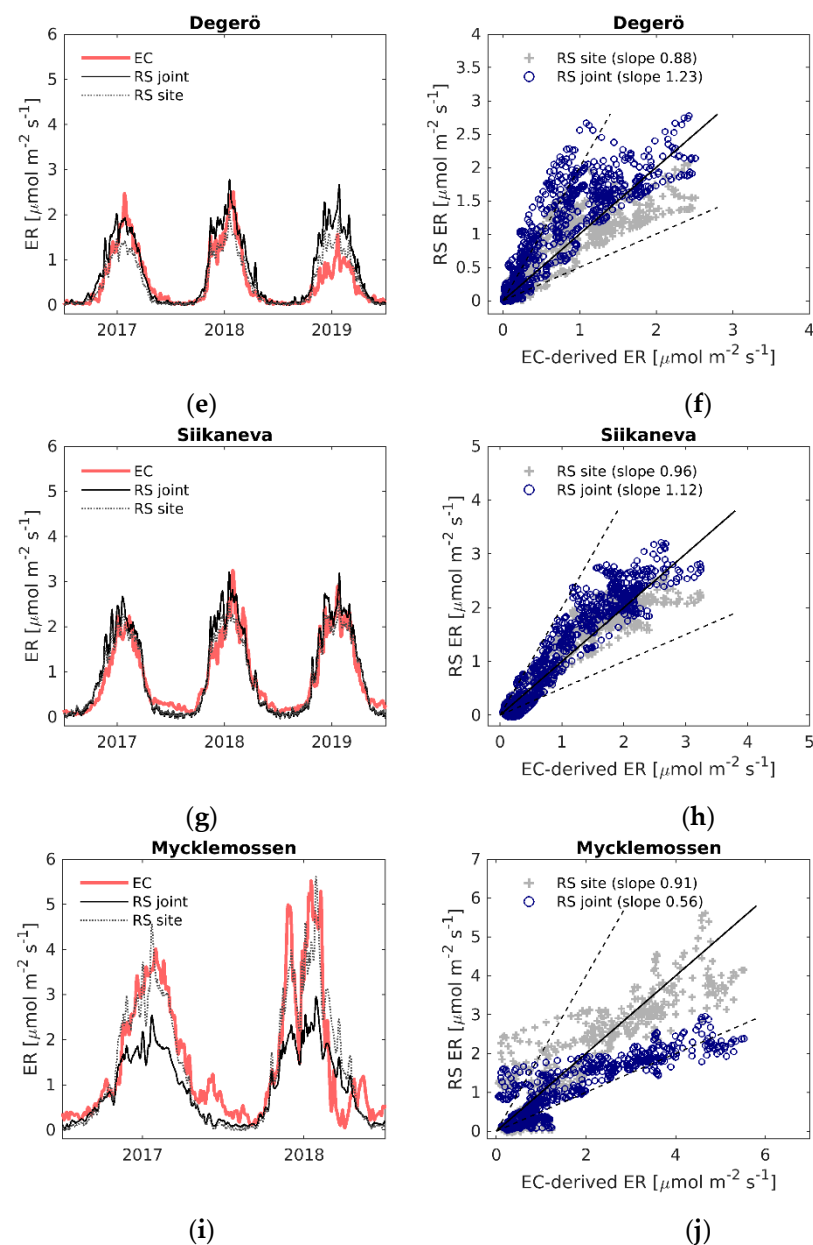 Degerö
6
5
4
3
2
1
0
ER [μmol m-2 s-1]
EC
RS joint
RS site
2017 2018 2019
(e)
Degerö
4
3.5
3
2.5
2
1.5
1
0.5
0
RS ER [μmol m-2 s-1]
RS site (slope 0.88)
RS joint (slope 1.23)
0 1 2 3 4
EC-derived ER [μmol m-2 s-1]
(f)
Siikaneva
6
5
4
3
2
1
0
ER [μmol m-2 s-1]
EC
RS joint
RS site
2017 2018 2019
(g)
Siikaneva
5
4
3
2
1
0
RS ER [μmol m-2 s-1]
RS site (slope 0.96)
RS joint (slope 1.12)
0 1 2 3 4 5
EC-derived ER [μmol m-2 s-1]
(h)
Mycklemossen
6
5
4
3
2
1
0
ER [μmol m-2 s-1]
EC
RS joint
RS site
2017 2018
(i)
Mycklemossen
7
6
5
4
3
2
1
0
RS ER [μmol m-2 s-1]
RS site (slope 0.91)
RS joint (slope 0.56)
0 2 4 6
EC-derived ER [μmol m-2 s-1]
(j)